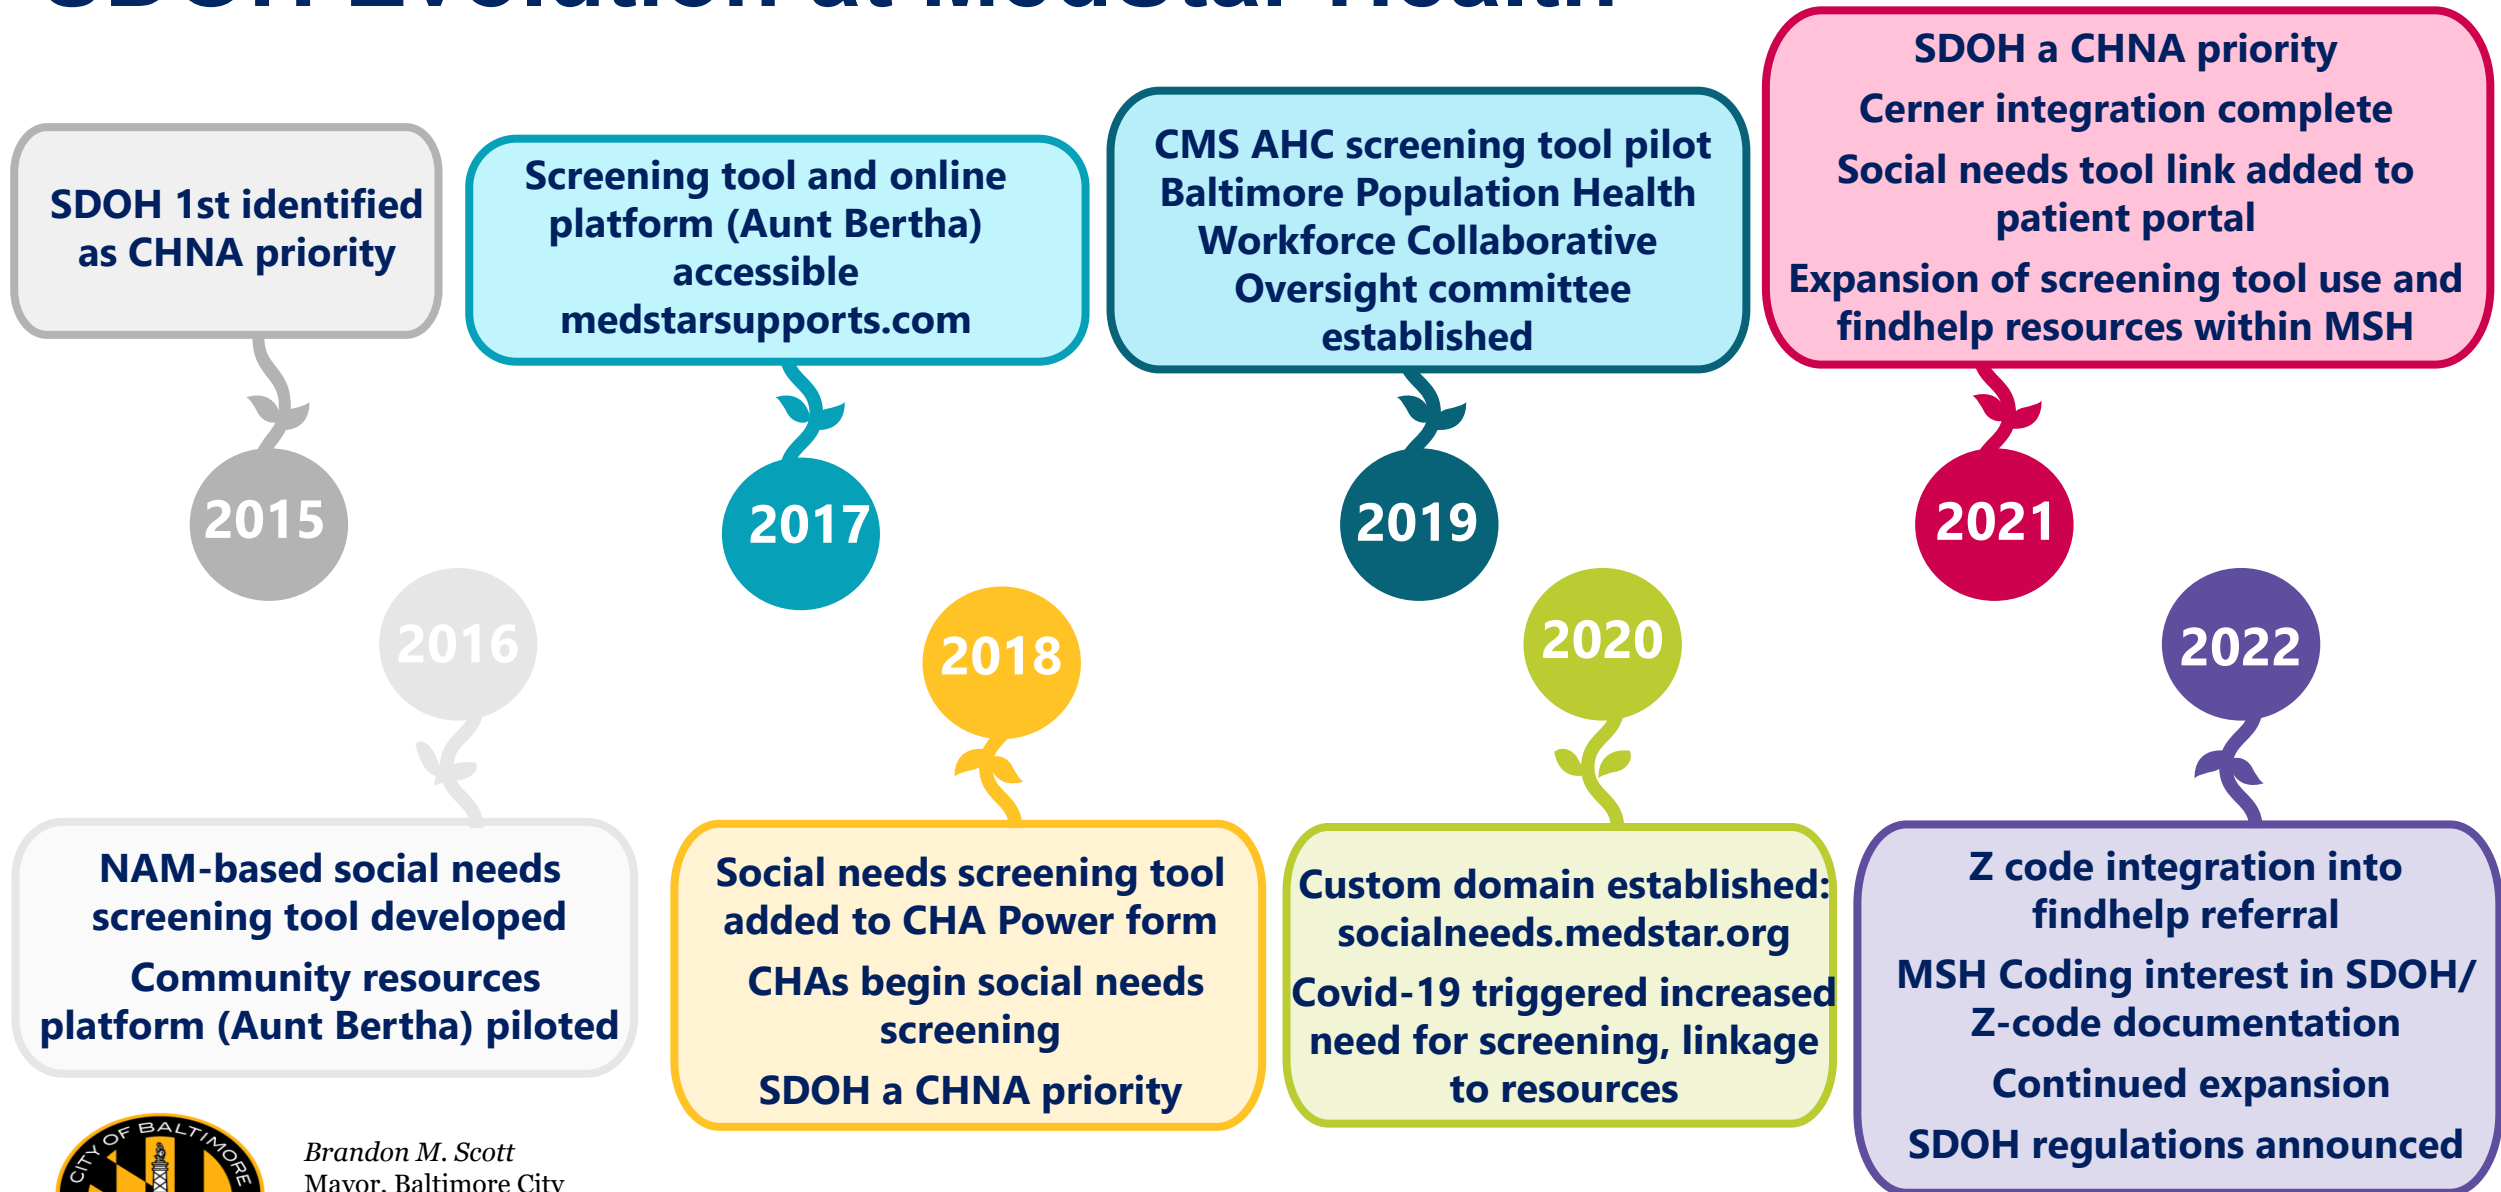 SDOH Evolution at MedStar Health
SDOH 1st identified
as CHNA priority
2015
NAM-based social needs
screening tool developed
Community resources
platform (Aunt Bertha) piloted
2016
Screening tool and online
platform (Aunt Bertha)
accessible
medstarsupports.com
2017
Social needs screening tool
added to CHA Power form
CHAs begin social needs
screening
SDOH a CHNA priority
2018
CMS AHC screening tool pilot
Baltimore Population Health
Workforce Collaborative
Oversight committee
established
2019
Custom domain established:
socialneeds.medstar.org
Covid-19 triggered increased
need for screening, linkage
to resources
2020
SDOH a CHNA priority
Cerner integration complete
Social needs tool link added to
patient portal
Expansion of screening tool use and
findhelp resources within MSH
2021
Z code integration into
findhelp referral
MSH Coding interest in SDOH/
Z-code documentation
Continued expansion
SDOH regulations announced
2022
CITY OF BALTIMORE
Brandon M. Scott
Mayor, Baltimore City